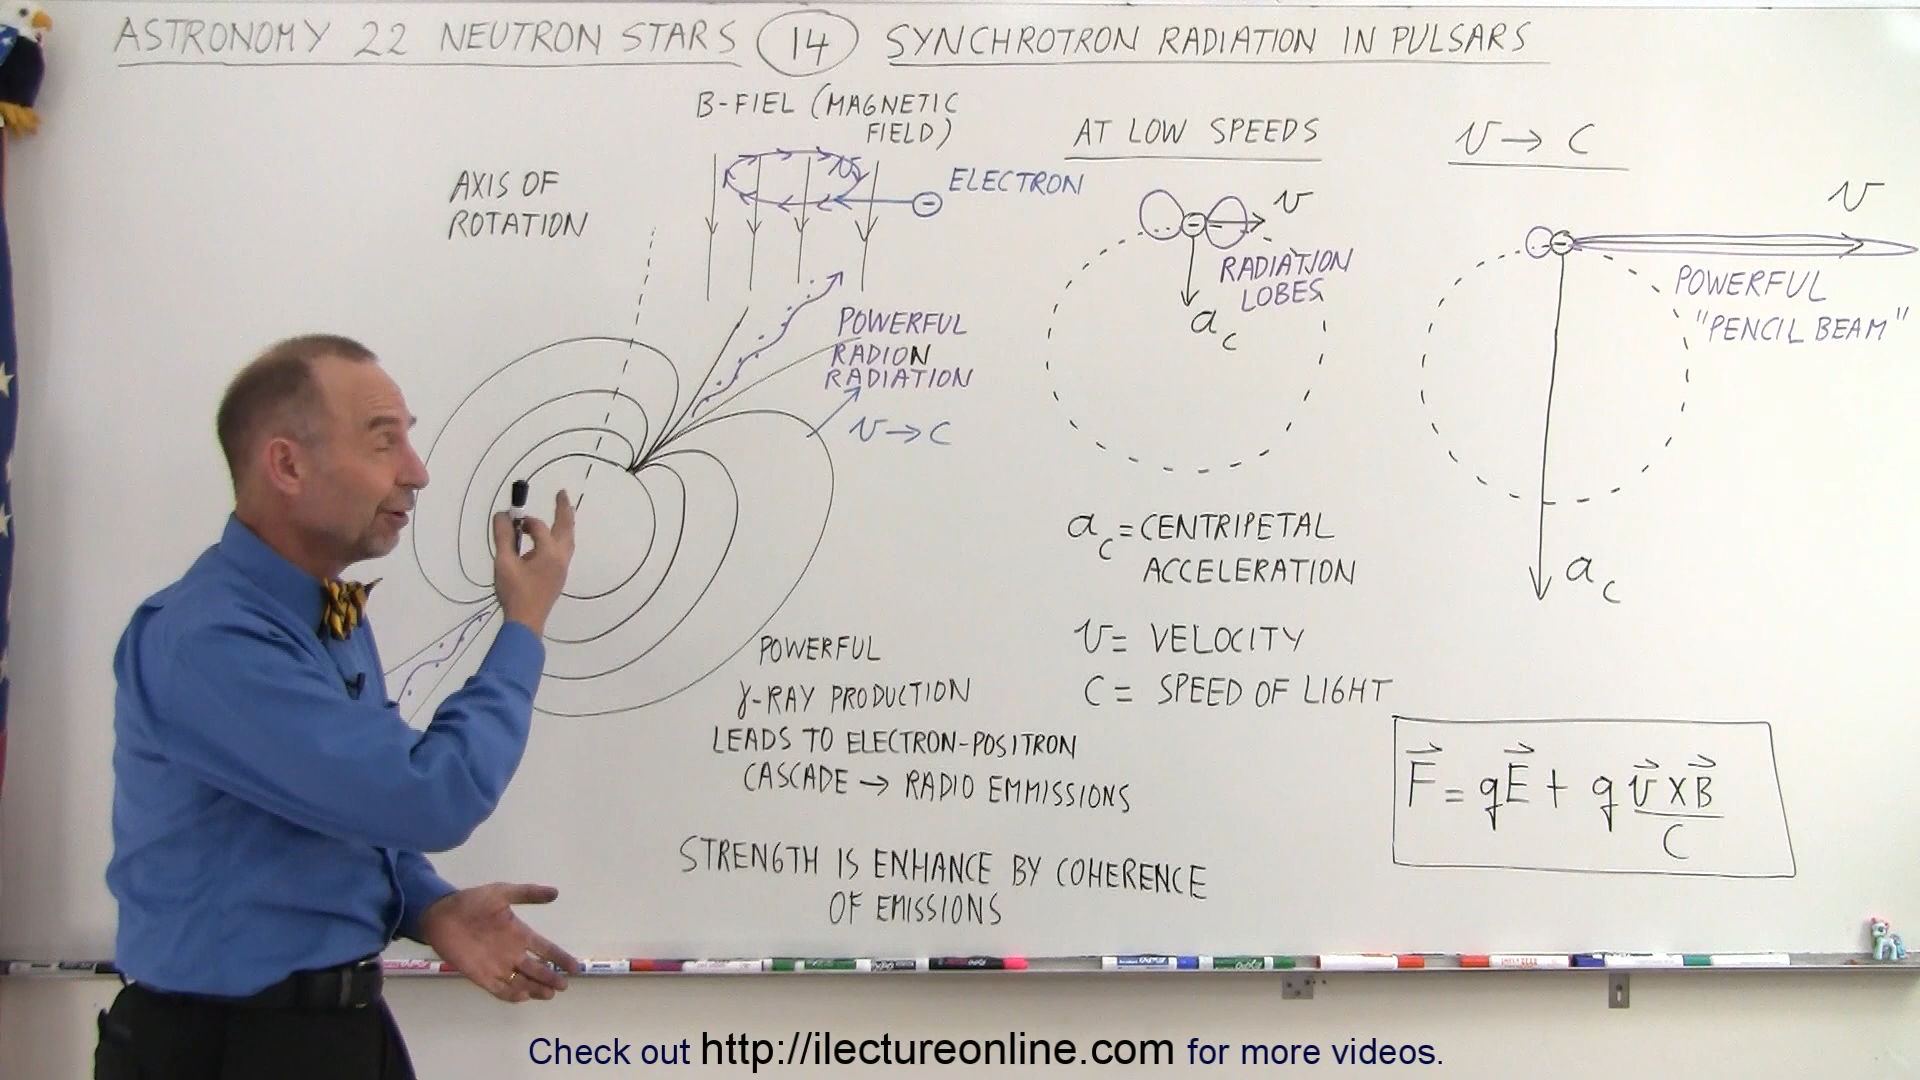 ASTRONOMY 22 NEUTRON STARS 14 SYNCHROTRON RADIATION IN PULSARS
B-FIEL (MAGNETIC
FIELD)
AXIS OF
ROTATION
v
ELECTRON
POWERFUL
RADION
RADIATION
v → C
AT LOW SPEEDS
v
RADIATION
LOBES
a c
v → C
v
POWERFUL
"PENCIL BEAM"
a c
a c = CENTRIPETAL
ACCELERATION
v = VELOCITY
C = SPEED OF LIGHT
POWERFUL
γ-RAY PRODUCTION
LEADS TO ELECTRON-POSITRON
CASCADE → RADIO EMMISSIONS
STRENGTH IS ENHANCE BY COHERENCE
OF EMISSIONS
F = qE + q v x B
C
Check out http://ilectureonline.com for more videos.